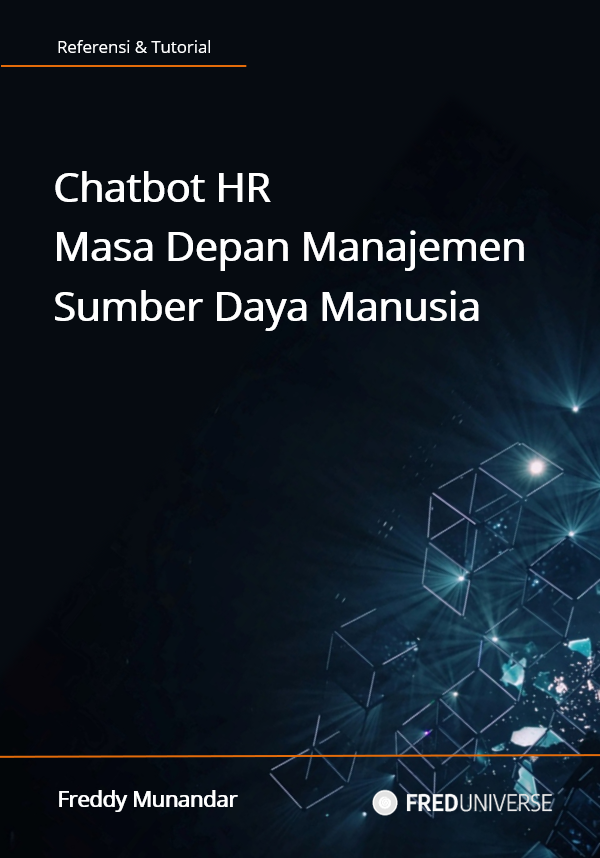 Referensi & Tutorial
Chatbot HR
Masa Depan Manajemen
Sumber Daya Manusia
Freddy Munandar
FREDUNIVERSE